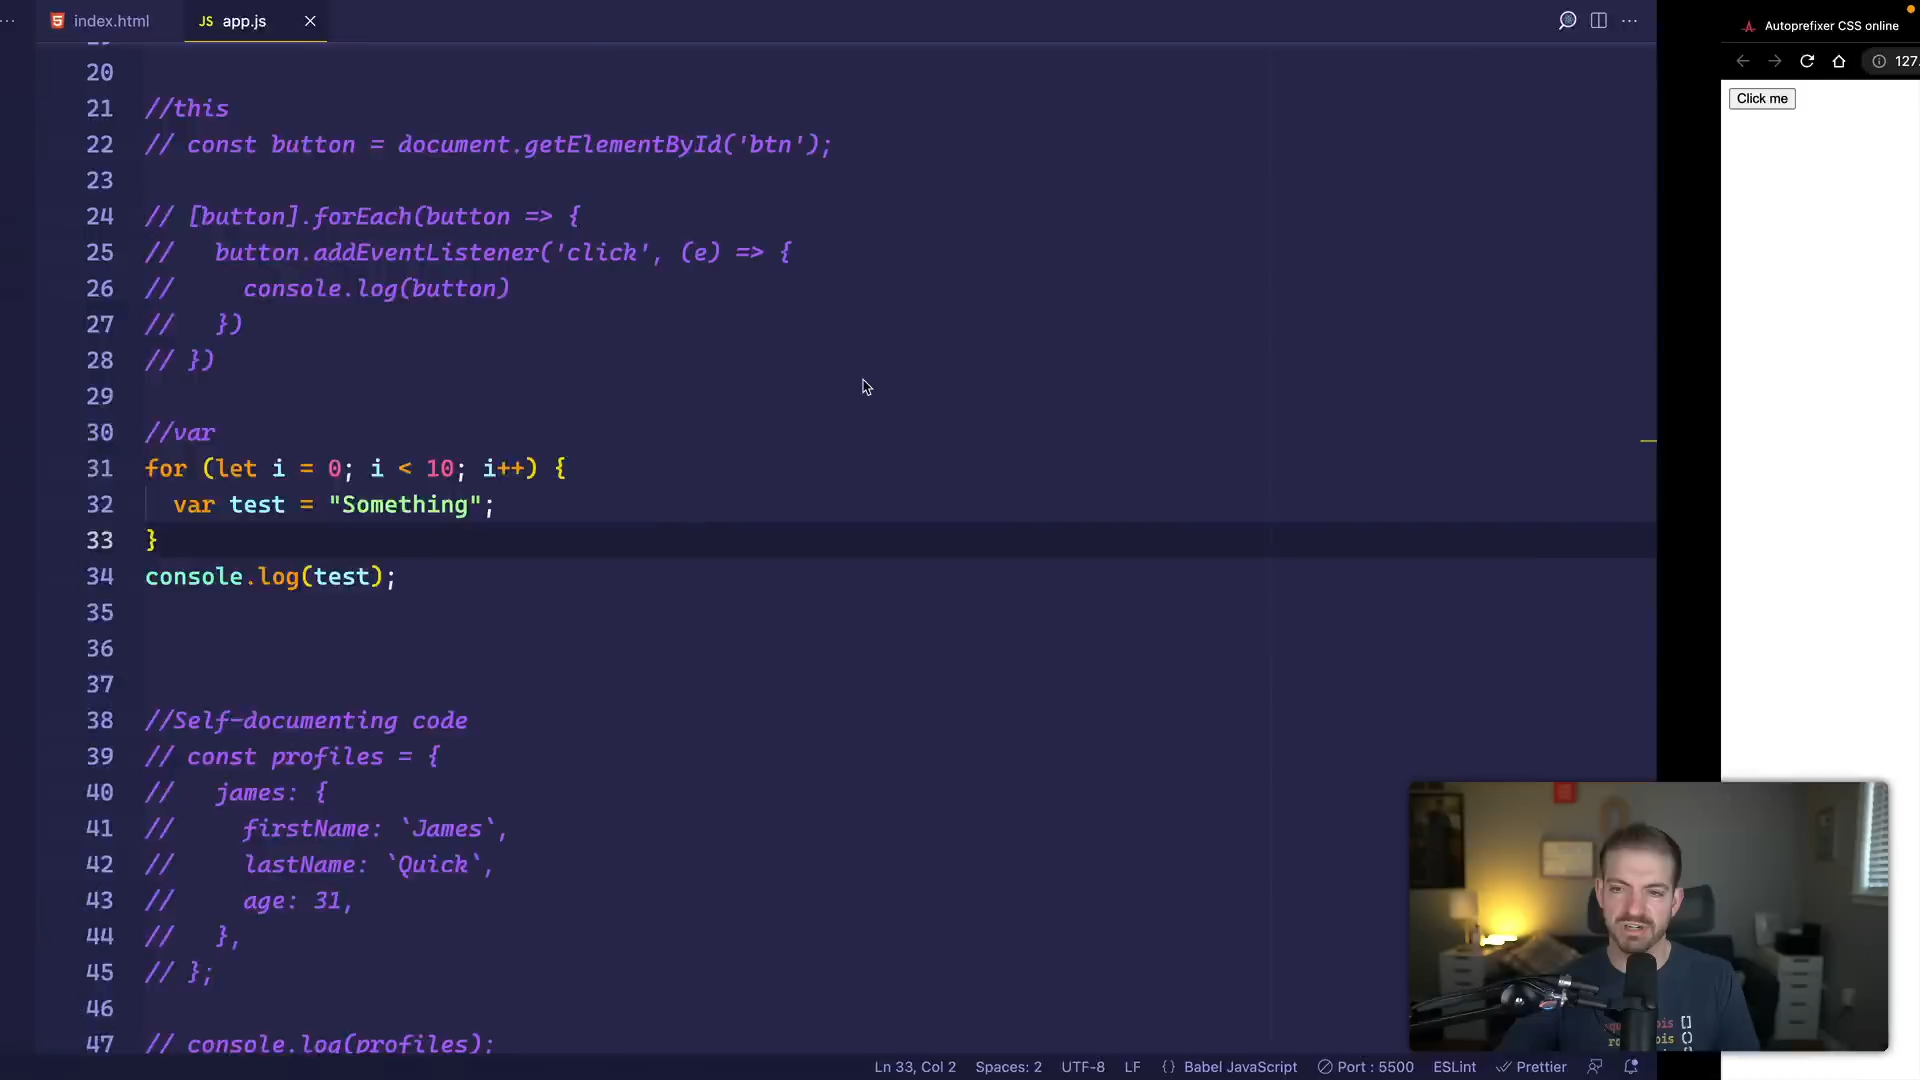 index.html
JS app.js
Autoprefixer CSS online
127.
Click me
20
21 //this
22 // const button = document.getElementById('btn');
23
24 // [button].forEach(button => {
25 //   button.addEventListener('click', (e) => {
26 //     console.log(button)
27 //   })
28 // })
29
30 //var
31 for (let i = 0; i < 10; i++) {
32   var test = "Something";
33 }
34 console.log(test);
35
36
37
38 //Self-documenting code
39 // const profiles = {
40 //   james: {
41 //     firstName: `James`,
42 //     lastName: `Quick`,
43 //     age: 31,
44 //   },
45 // };
46
47 // console.log(profiles);
Ln 33, Col 2 Spaces: 2 UTF-8 LF {} Babel JavaScript Port : 5500 ESLint Prettier